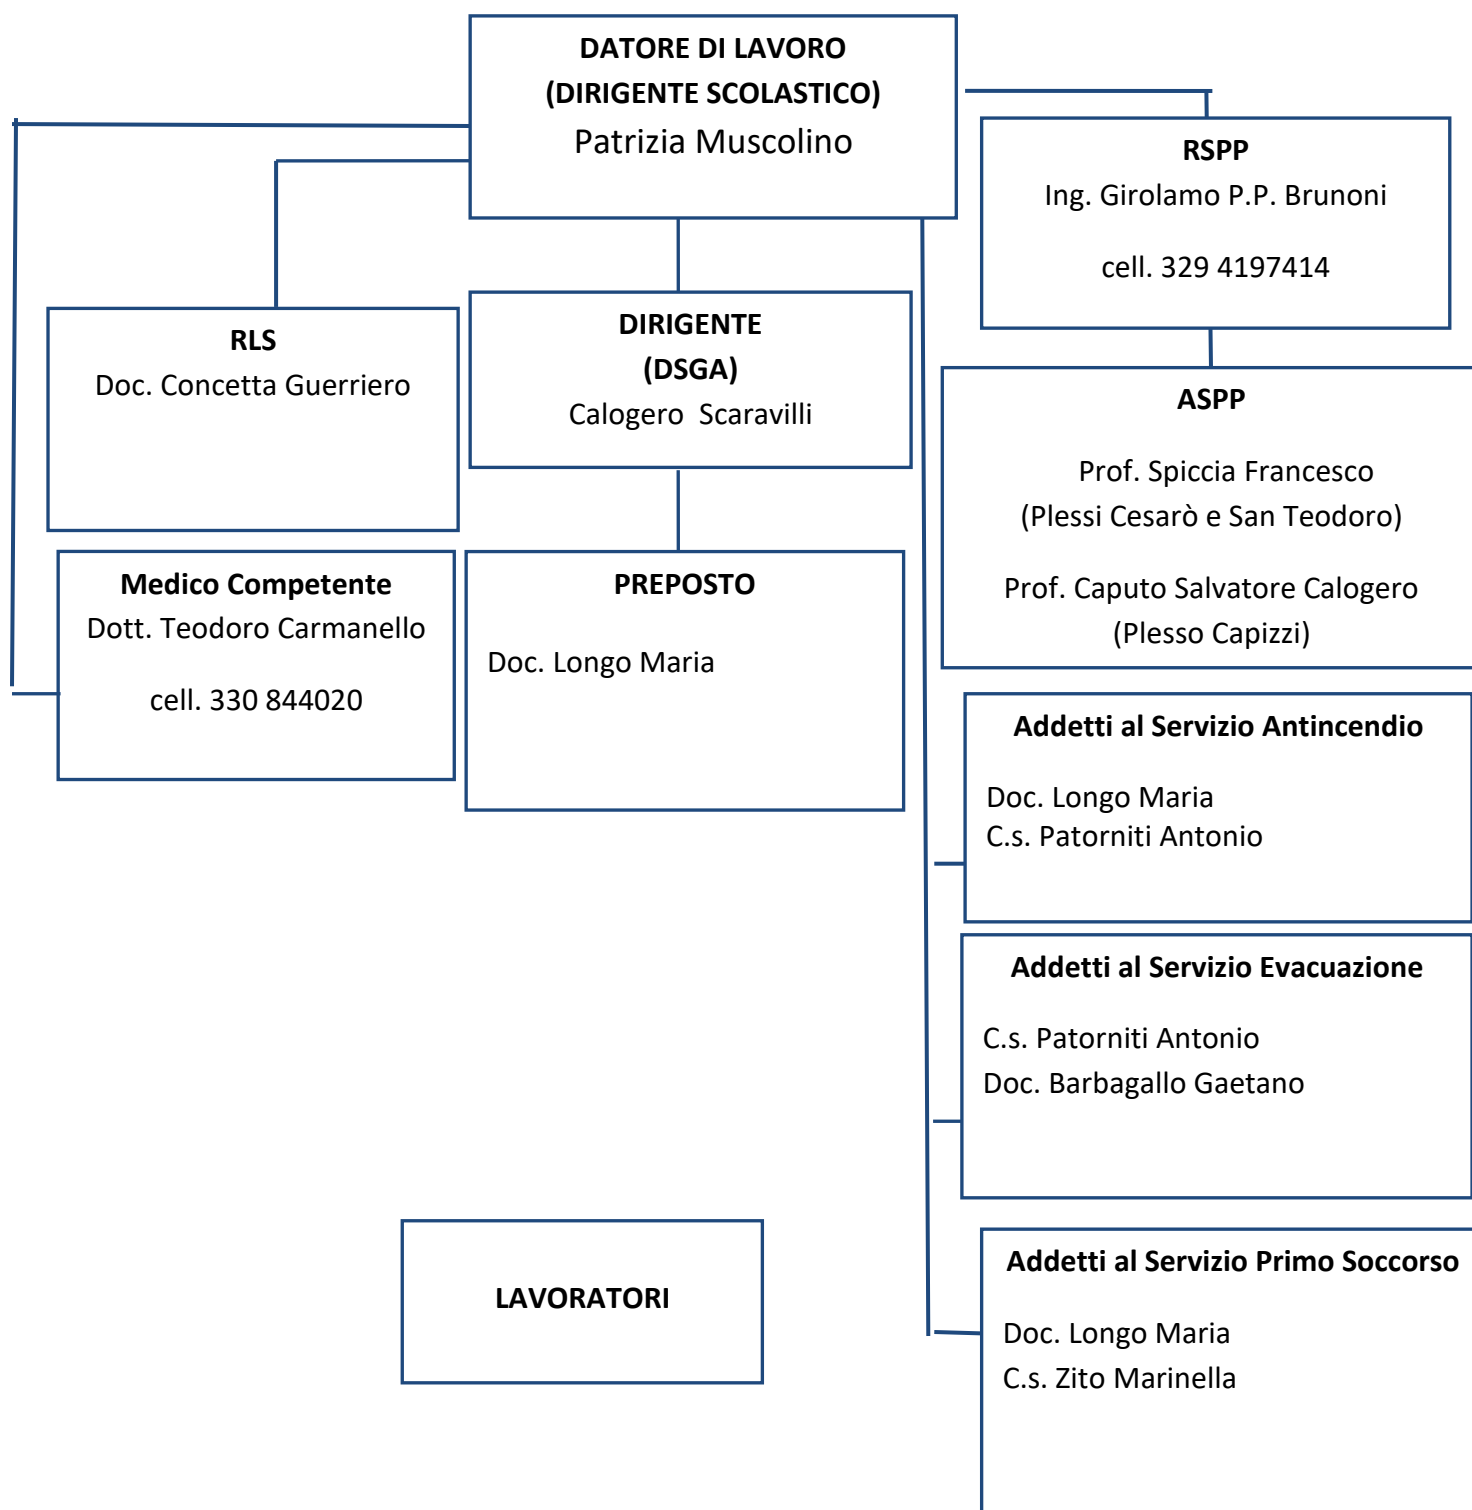 DATORE DI LAVORO
(DIRIGENTE SCOLASTICO)
Patrizia Muscolino
RSPP
Ing. Girolamo P.P. Brunoni
cell. 329 4197414
RLS
Doc. Concetta Guerriero
DIRIGENTE
(DSGA)
Calogero  Scaravilli
ASPP
Prof. Spiccia Francesco
(Plessi Cesarò e San Teodoro)
Prof. Caputo Salvatore Calogero
(Plesso Capizzi)
Medico Competente
Dott. Teodoro Carmanello
cell. 330 844020
PREPOSTO
Doc. Longo Maria
Addetti al Servizio Antincendio
Doc. Longo Maria
C.s. Patorniti Antonio
Addetti al Servizio Evacuazione
C.s. Patorniti Antonio
Doc. Barbagallo Gaetano
LAVORATORI
Addetti al Servizio Primo Soccorso
Doc. Longo Maria
C.s. Zito Marinella